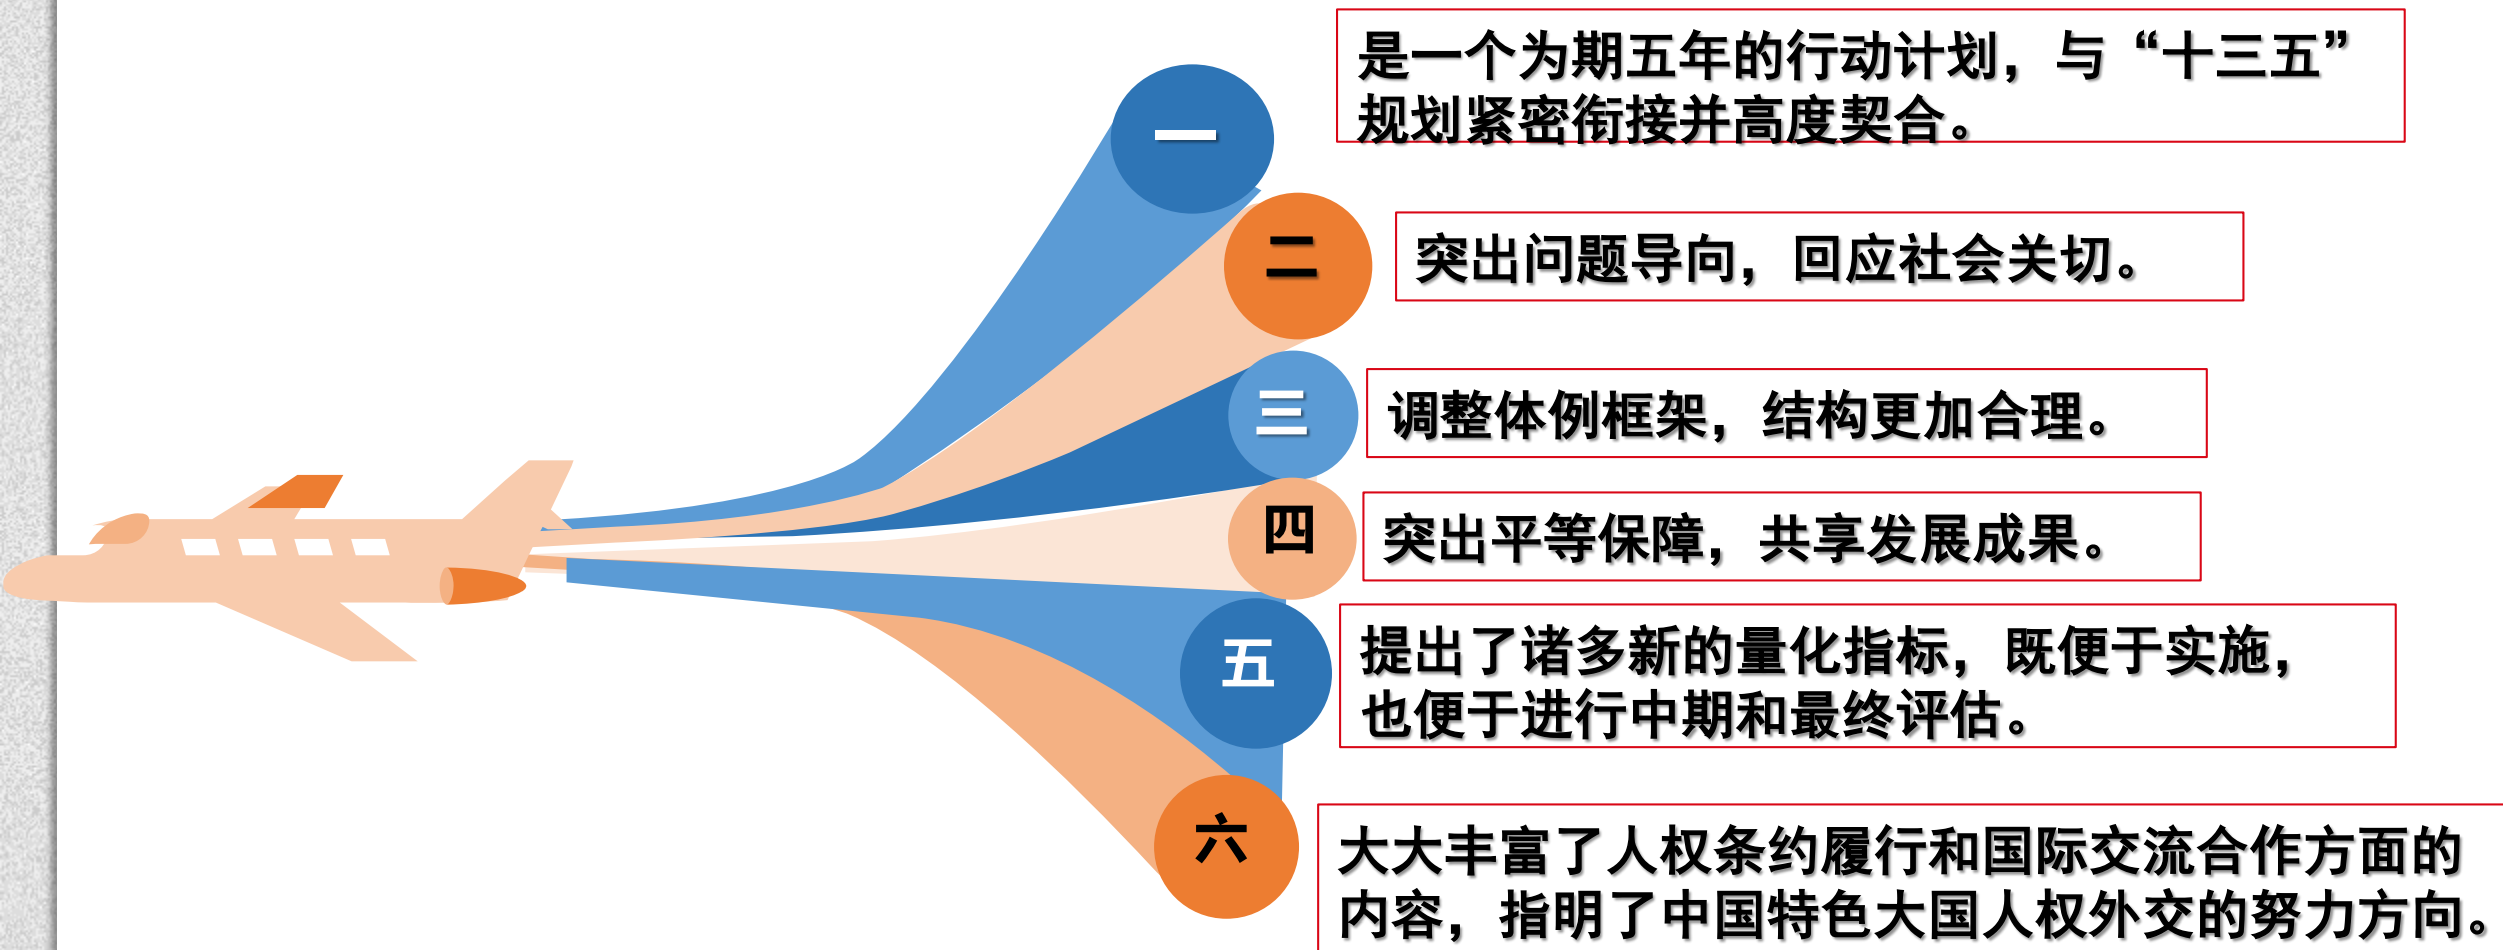 一
是一个为期五年的行动计划，与“十三五”
规划紧密衔接并高度契合。
二
突出问题导向，回应社会关切。
三
调整体例框架，结构更加合理。
四
突出平等保障，共享发展成果。
五
提出了诸多新的量化指标，既便于实施，
也便于进行中期和最终评估。
六
大大丰富了人权条约履行和国际交流合作方面的
内容，指明了中国特色大国人权外交的努力方向。